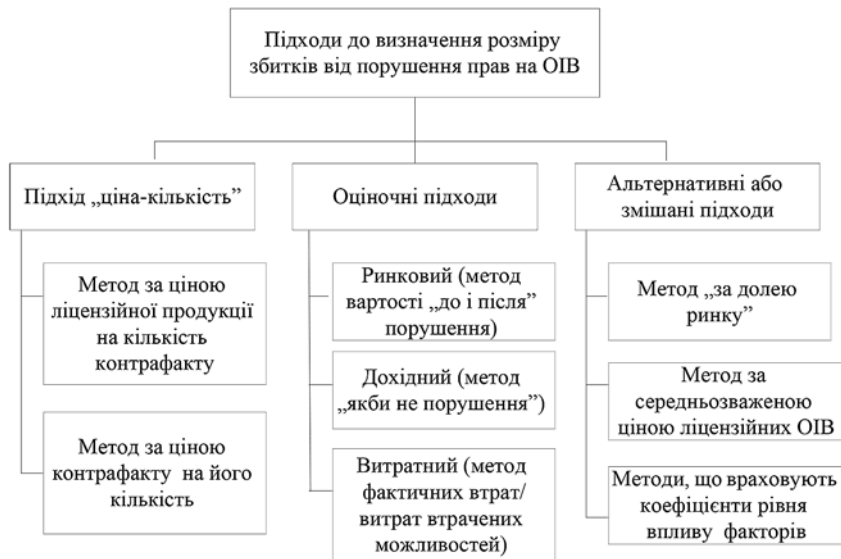 Підходи до визначення розміру
збитків від порушення прав на ОІВ
Підхід „ціна-кількість”
Метод за ціною
ліцензійної продукції
на кількість
контрафакту
Метод за ціною
контрафакту на його
кількість
Оціночні підходи
Ринковий (метод
вартості „до і після”
порушення)
Дохідний (метод
„якби не порушення”)
Витратний (метод
фактичних втрат/
витрат втрачених
можливостей)
Альтернативні або
змішані підходи
Метод „за долею
ринку”
Метод за
середньозваженою
ціною ліцензійних ОІВ
Методи, що враховують
коефіцієнти рівня
впливу факторів